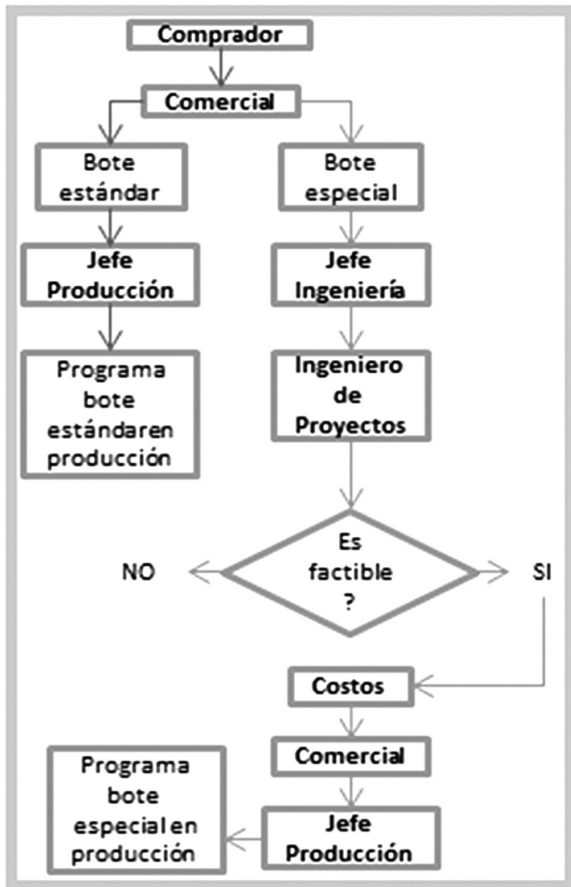 Comprador
Comercial
Bote
estándar
Bote
especial
Jefe
Producción
Jefe
Ingeniería
Programa
bote
estándaren
producción
Ingeniero
de
Proyectos
Es
factible
?
NO
SI
Costos
Comercial
Jefe
Producción
Programa
bote
especial en
producción